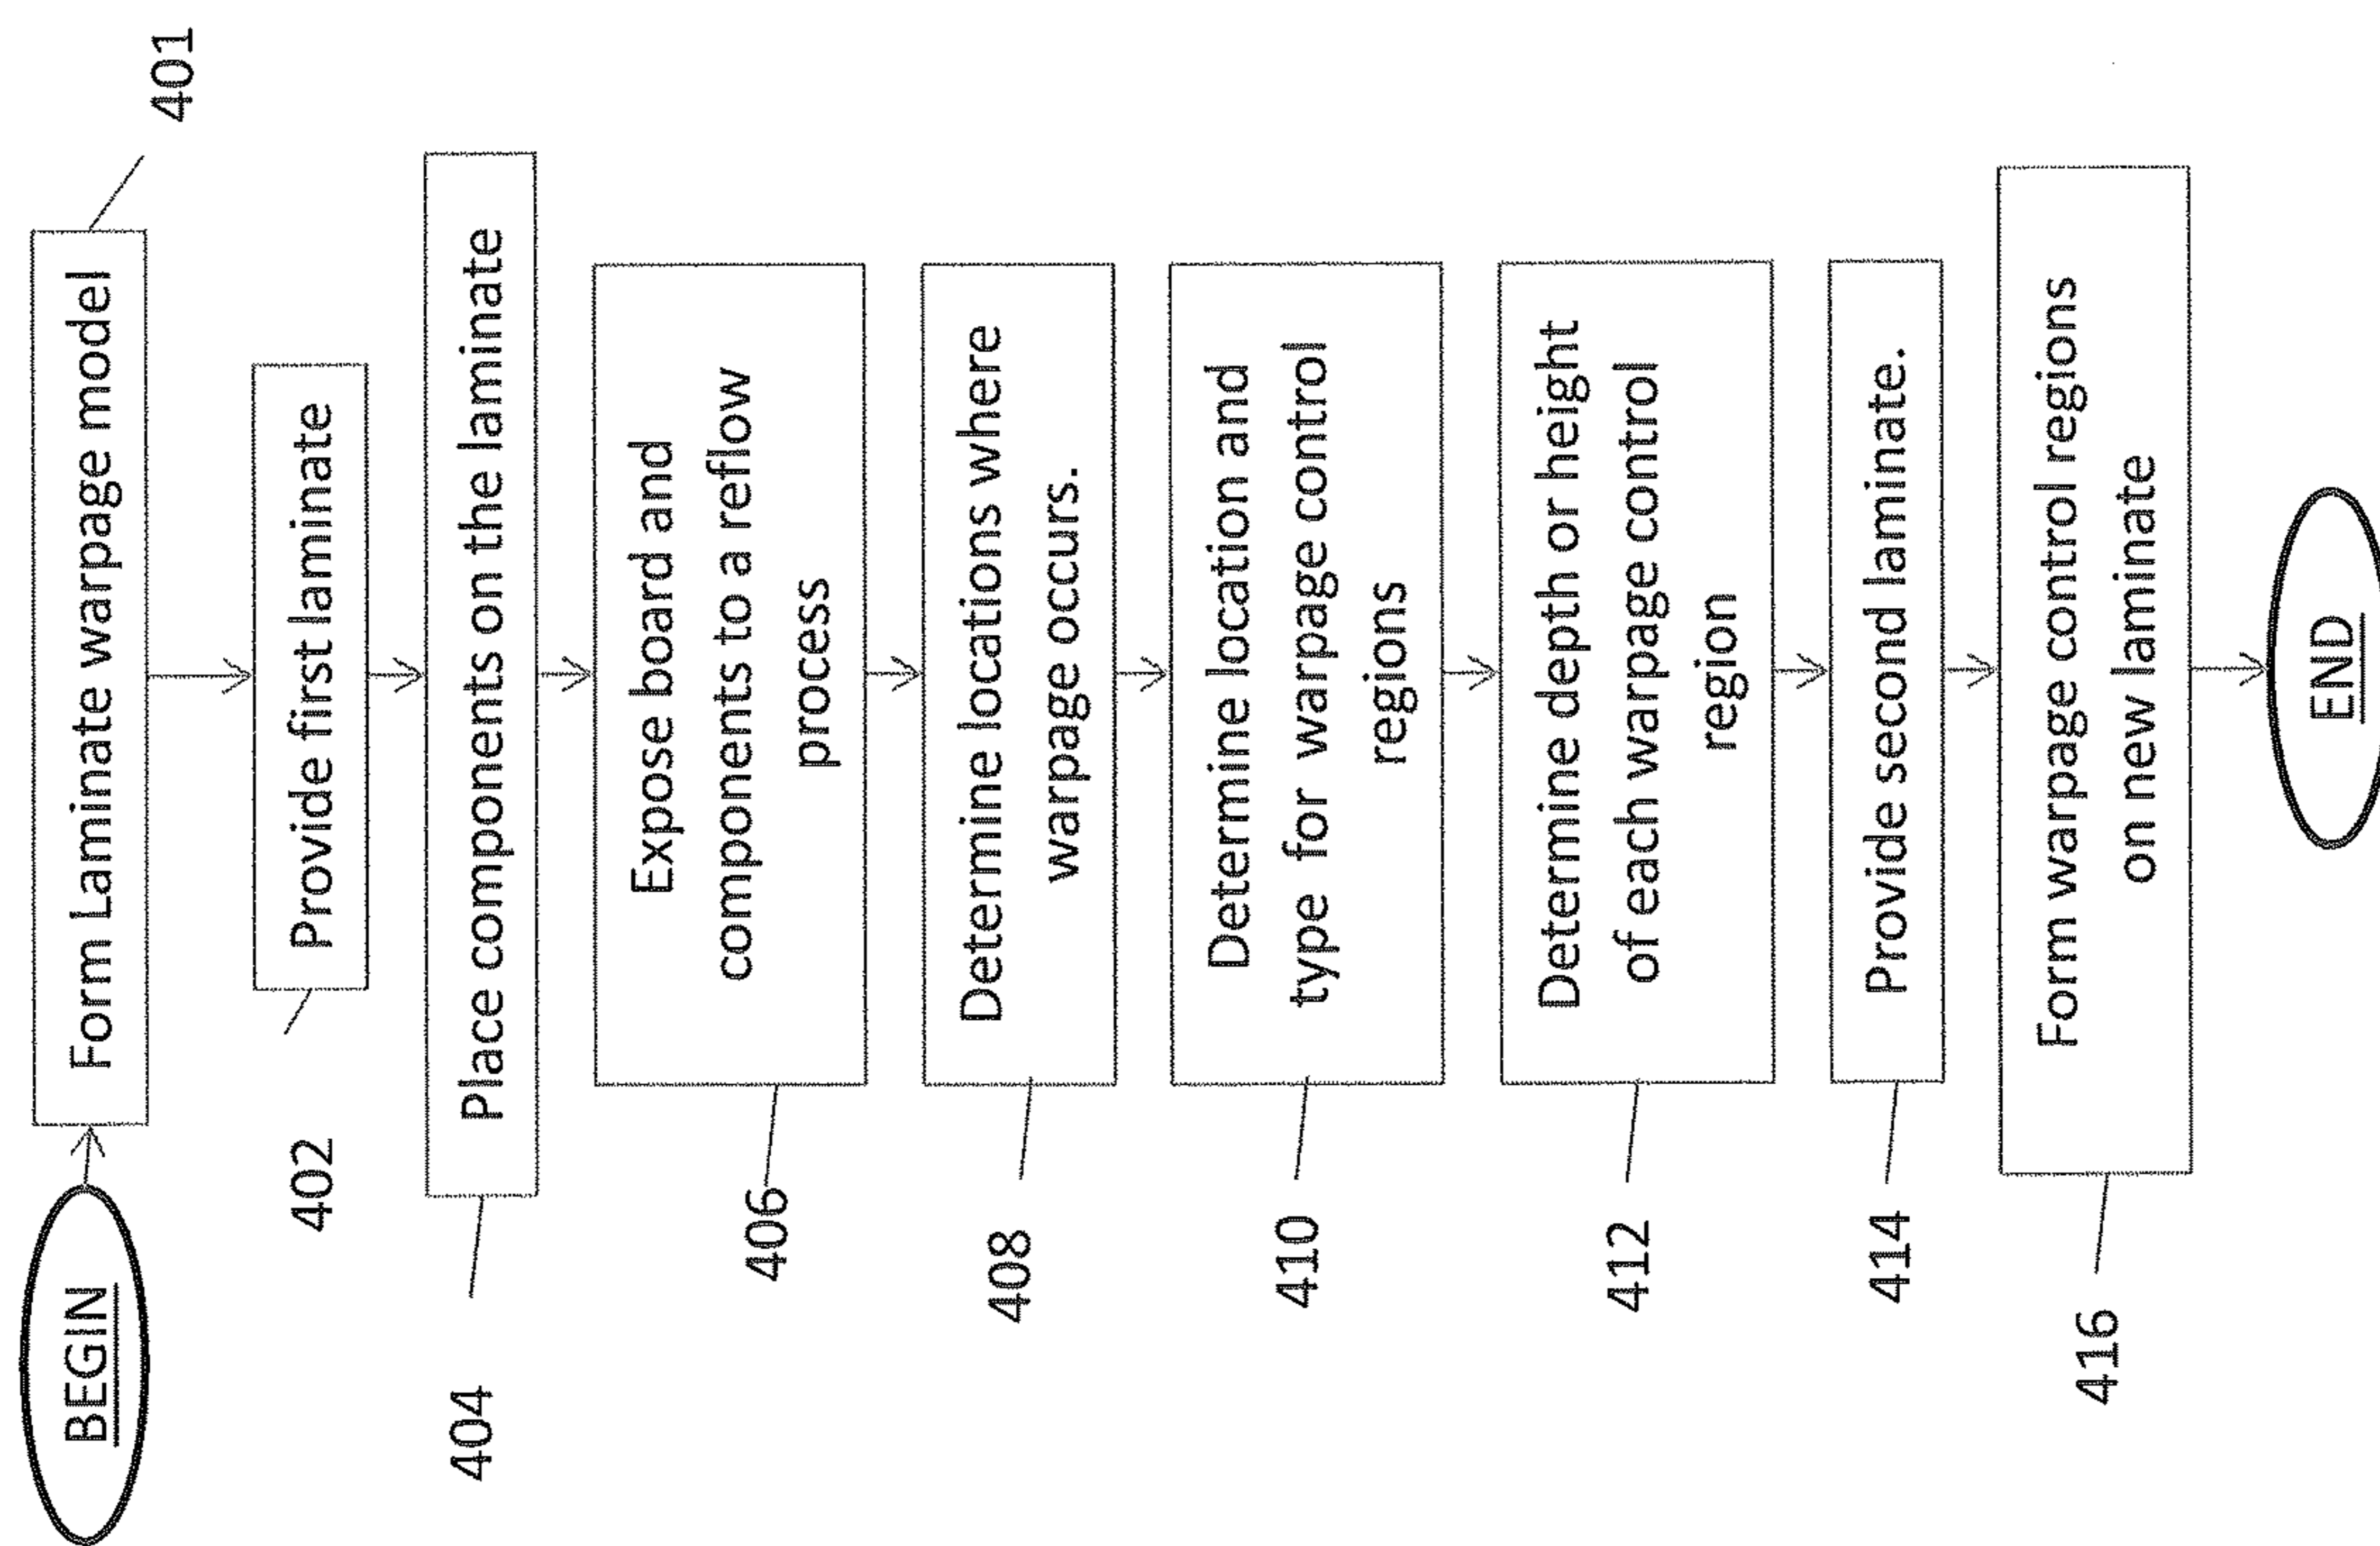 BEGIN
Form Laminate warpage model
401
402
Provide first laminate
404
Place components on the laminate
406
Expose board and
components to a reflow
process
408
Determine locations where
warpage occurs.
410
Determine location and
type for warpage control
regions
412
Determine depth or height
of each warpage control
region
414
Provide second laminate.
416
Form warpage control regions
on new laminate
END